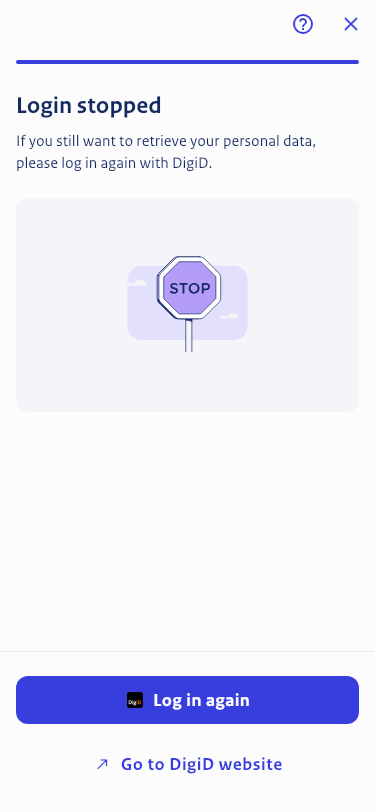 Login stopped
If you still want to retrieve your personal data,
please log in again with DigiD.
STOP
DigiD Log in again
Go to DigiD website